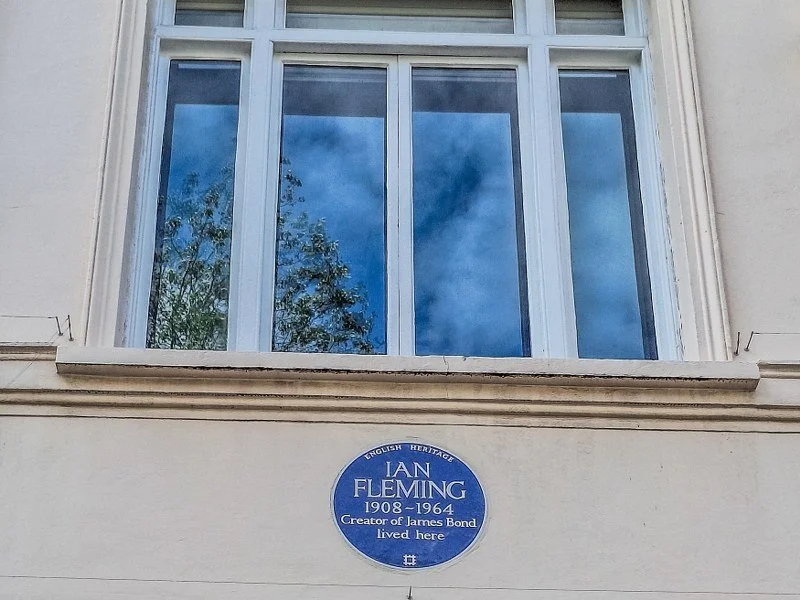 ENGLISH HERITAGE
IAN
FLEMING
1908-1964
Creator of James Bond
lived here